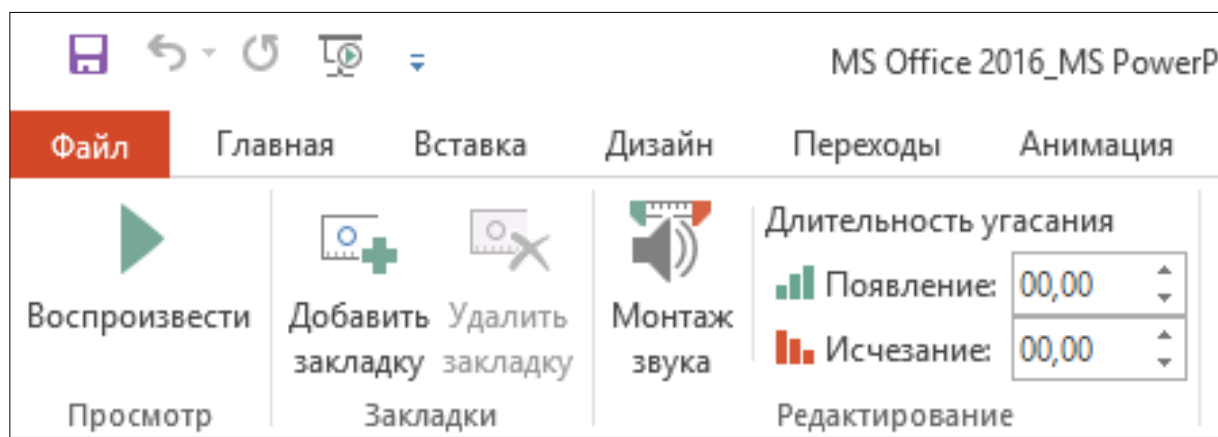 MS Office 2016_MS PowerP
Файл Главная Вставка Дизайн Переходы Анимация
Длительность угасания
Появление: 00,00
Исчезание: 00,00
Воспроизвести
Добавить закладку
Удалить закладку
Монтаж звука
Просмотр Закладки Редактирование